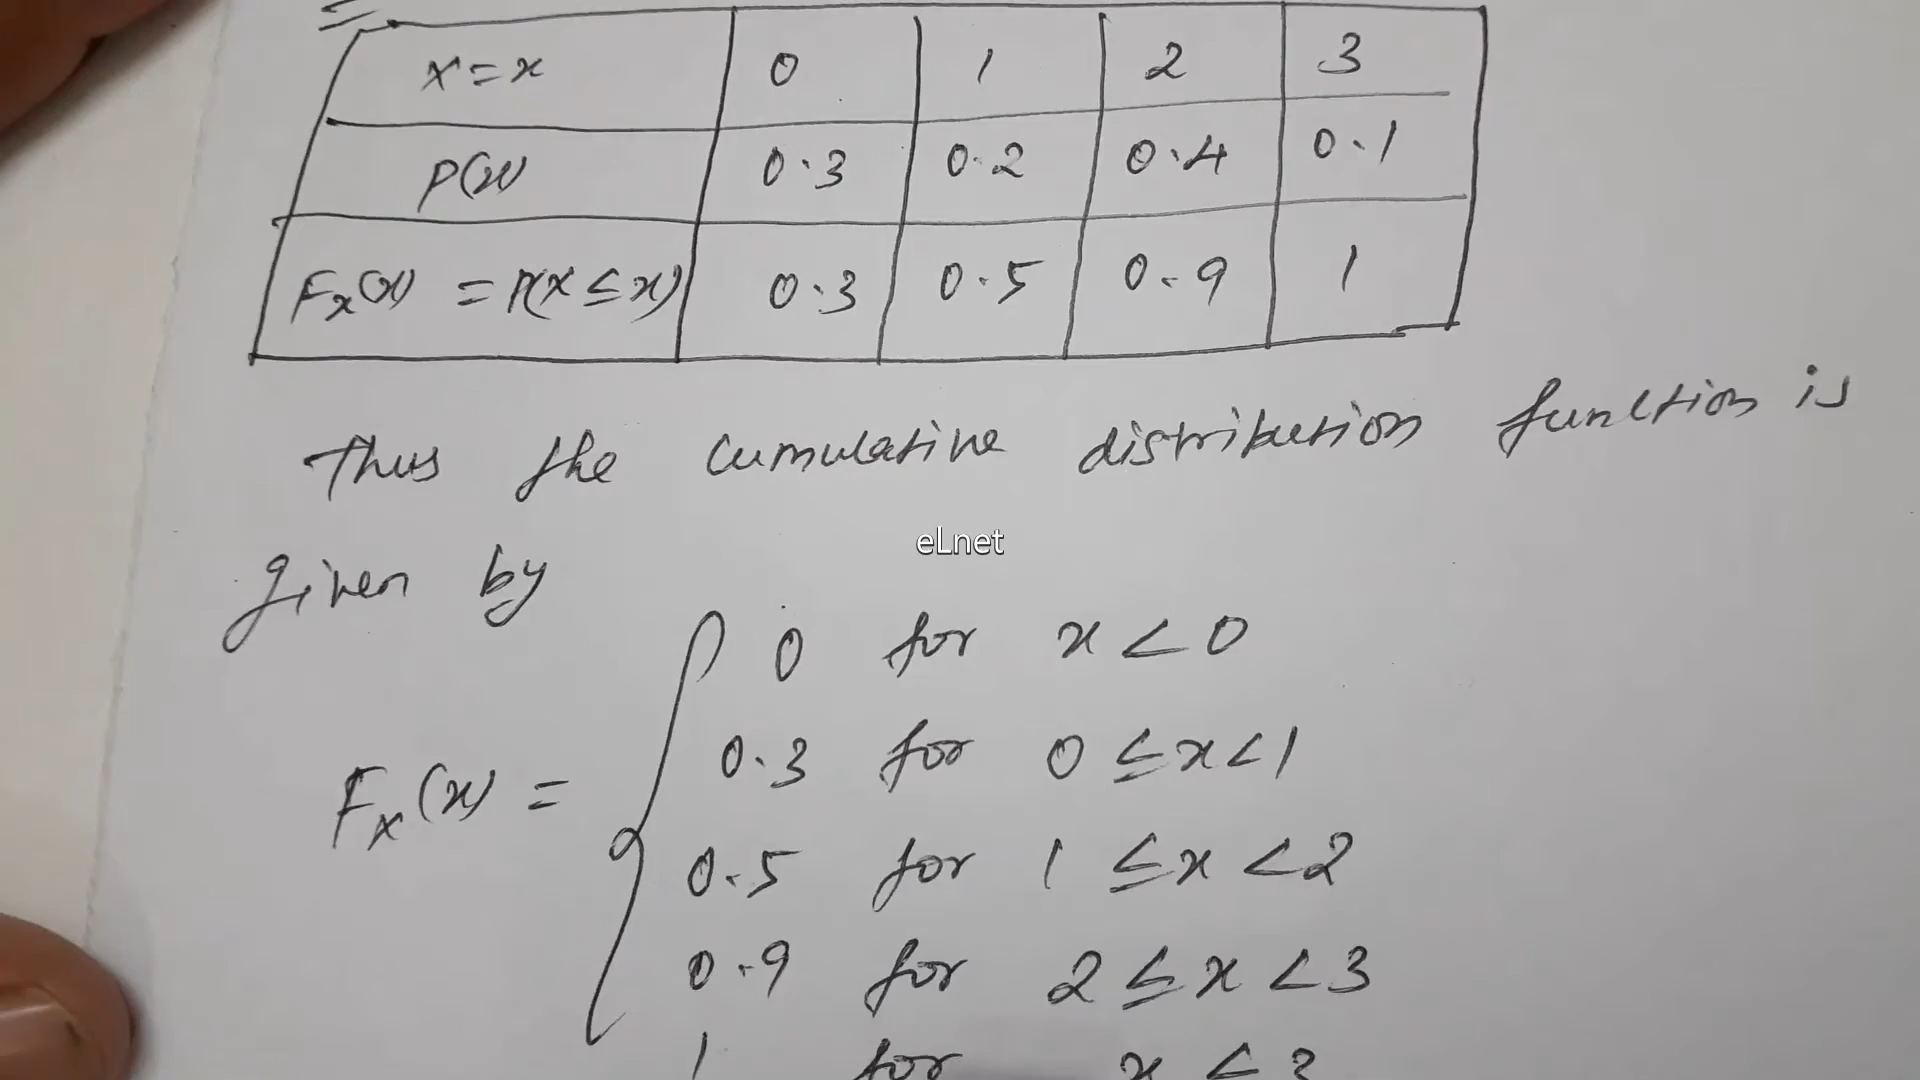 X = x 0 1 2 3
P(x) 0.3 0.2 0.4 0.1
Fx(x) = P(X ≤ x) 0.3 0.5 0.9 1
Thus the cumulative distribution function is
eLnet
given by
0 for x < 0
0.3 for 0 ≤ x < 1
Fx(x) =
0.5 for 1 ≤ x < 2
0.9 for 2 ≤ x < 3
1 for x <